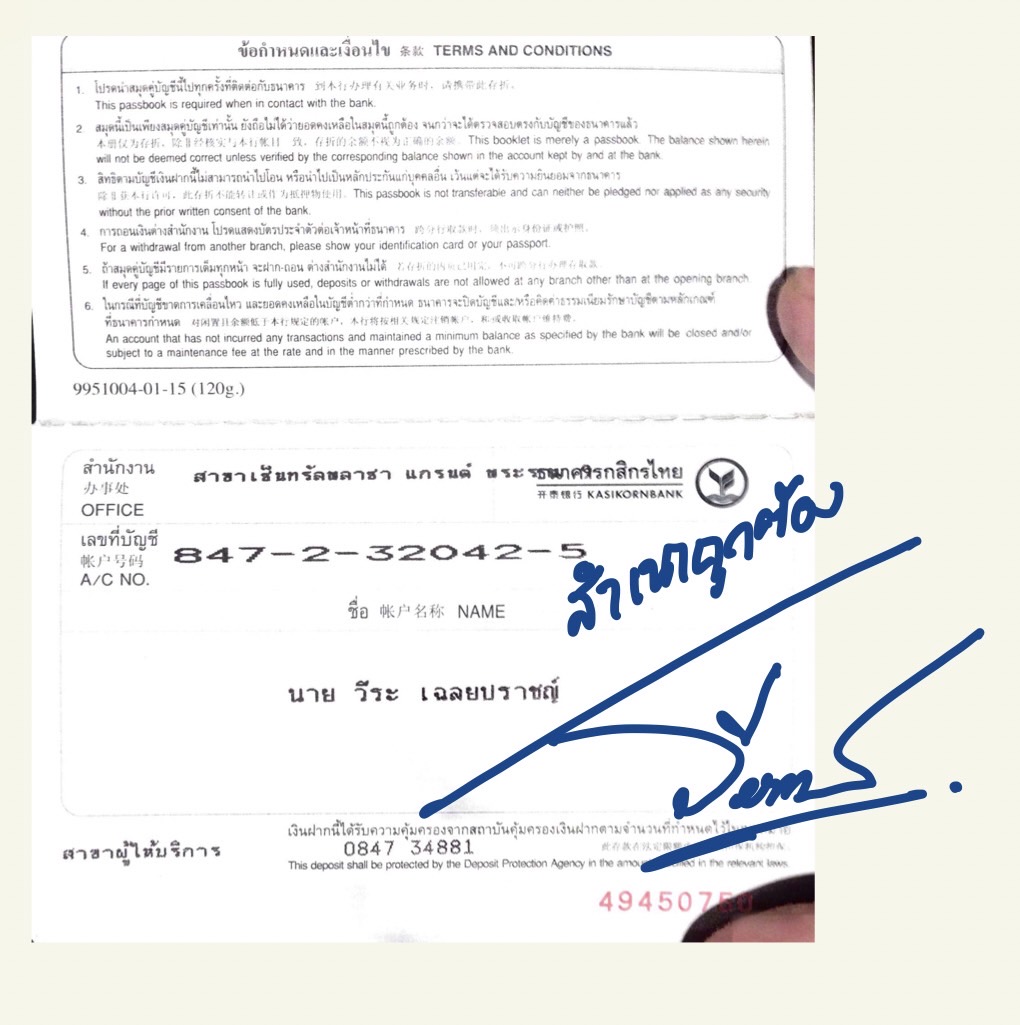 ข้อกำหนดและเงื่อนไข 条款 TERMS AND CONDITIONS
1. โปรดนำสมุดคู่บัญชีนี้ไปทุกครั้งที่ติดต่อกับธนาคาร 到本行办理有关业务时，请携带此存折。
This passbook is required when in contact with the bank.
2. สมุดนี้เป็นเพียงสมุดคู่บัญชีเท่านั้น ยังถือไม่ได้ว่ายอดคงเหลือในสมุดนี้ถูกต้อง จนกว่าจะได้ตรวจสอบตรงกับบัญชีของธนาคารแล้ว
本册仅为存折，除非经核实与本行帐目一致，存折的余额不视为正确的余额。 This booklet is merely a passbook. The balance shown herein
will not be deemed correct unless verified by the corresponding balance shown in the account kept by and at the bank.
3. สิทธิตามบัญชีเงินฝากนี้ไม่สามารถนำไปโอน หรือนำไปเป็นหลักประกันแก่บุคคลอื่น เว้นแต่จะได้รับความยินยอมจากธนาคาร
除非获本行许可，此存折不能转让或作为抵押物使用。 This passbook is not transferable and can neither be pledged nor applied as any security
without the prior written consent of the bank.
4. การถอนเงินต่างสำนักงาน โปรดแสดงบัตรประจำตัวต่อเจ้าหน้าที่ธนาคาร 跨分行取款时，须出示身份证或护照。
For a withdrawal from another branch, please show your identification card or your passport.
5. ถ้าสมุดคู่บัญชีมีรายการเต็มทุกหน้า จะฝาก-ถอน ต่างสำนักงานไม่ได้ 若存折的内页已用完，不可跨分行办理存取款
If every page of this passbook is fully used, deposits or withdrawals are not allowed at any branch other than at the opening branch
6. ในกรณีที่บัญชีขาดการเคลื่อนไหว และยอดคงเหลือในบัญชีต่ำกว่าที่กำหนด ธนาคารจะปิดบัญชีและ/หรือคิดค่าธรรมเนียมรักษาบัญชีตามหลักเกณฑ์
ที่ธนาคารกำหนด 对闲置且余额低于本行规定的帐户，本行将按相关规定注销帐户，和/或收取帐户维持费。
An account that has not incurred any transactions and maintained a minimum balance as specified by the bank will be closed and/or
subject to a maintenance fee at the rate and in the manner prescribed by the bank.
9951004-01-15 (120g.)
สำนักงาน สาขาเซ็นทรัลพลาซา แกรนด์ พระราม ธนาคารกสิกรไทย
办事处 开泰银行 KASIKORNBANK
OFFICE
เลขที่บัญชี
帐户号码 847-2-32042-5
A/C NO.
สำเนาถูกต้อง
ชื่อ 帐户名称 NAME
นาย วีระ เฉลยปราชญ์
เงินฝากนี้ได้รับความคุ้มครองจากสถาบันคุ้มครองเงินฝากตามจำนวนที่กำหนดไว้ใน
สาขาผู้ให้บริการ 0847 34881
This deposit shall be protected by the Deposit Protection Agency in the in the relevant laws.
494507